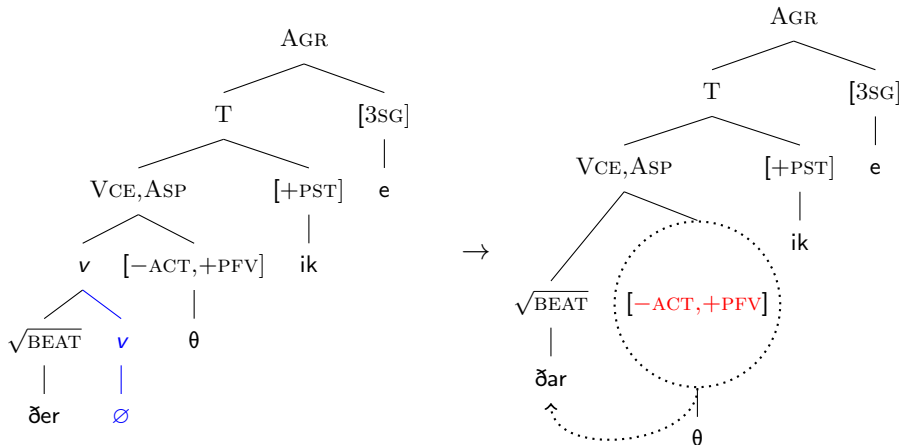 AGR
T [3SG]
VCE,ASP [+PST] e
v [−ACT,+PFV] ik
√BEAT v θ
ðer ∅
→
AGR
T [3SG]
VCE,ASP [+PST] e
ik
√BEAT [−ACT,+PFV]
ðar
θ